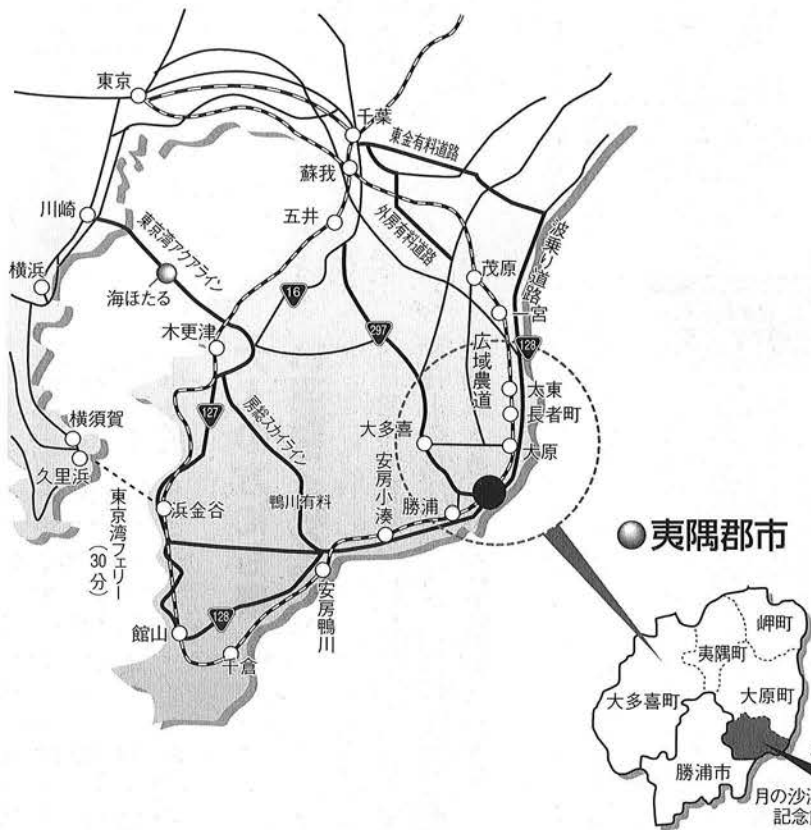 東京
千葉
東金有料道路
蘇我
川崎
東京湾アクアライン
五井
外房有料道路
波乗り道路
横浜
海ほたる
茂原
16
一宮
木更津
297
広域農道
128
太東
127
長者町
横須賀
房総スカイライン
大多喜
大原
久里浜
安房小湊
浜金谷
鴨川有料
勝浦
東京湾フェリー
(30分)
夷隅郡市
安房鴨川
128
館山
千倉
岬町
夷隅町
大多喜町
大原町
勝浦市
月の沙
記念